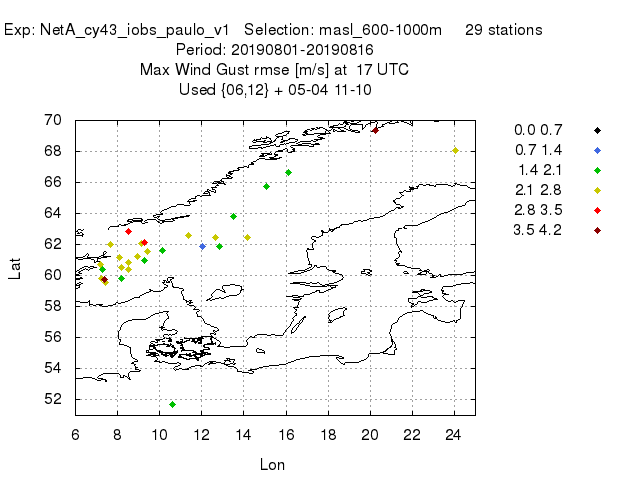 Exp: NetA_cy43_iobs_paulo_v1 Selection: masl_600-1000m 29 stations
Period: 20190801-20190816
Max Wind Gust rmse [m/s] at 17 UTC
Used {06,12} + 05-04 11-10
70
68
66
64
62
60
58
56
54
52
Lat
6 8 10 12 14 16 18 20 22 24
Lon
0.0 0.7
0.7 1.4
1.4 2.1
2.1 2.8
2.8 3.5
3.5 4.2